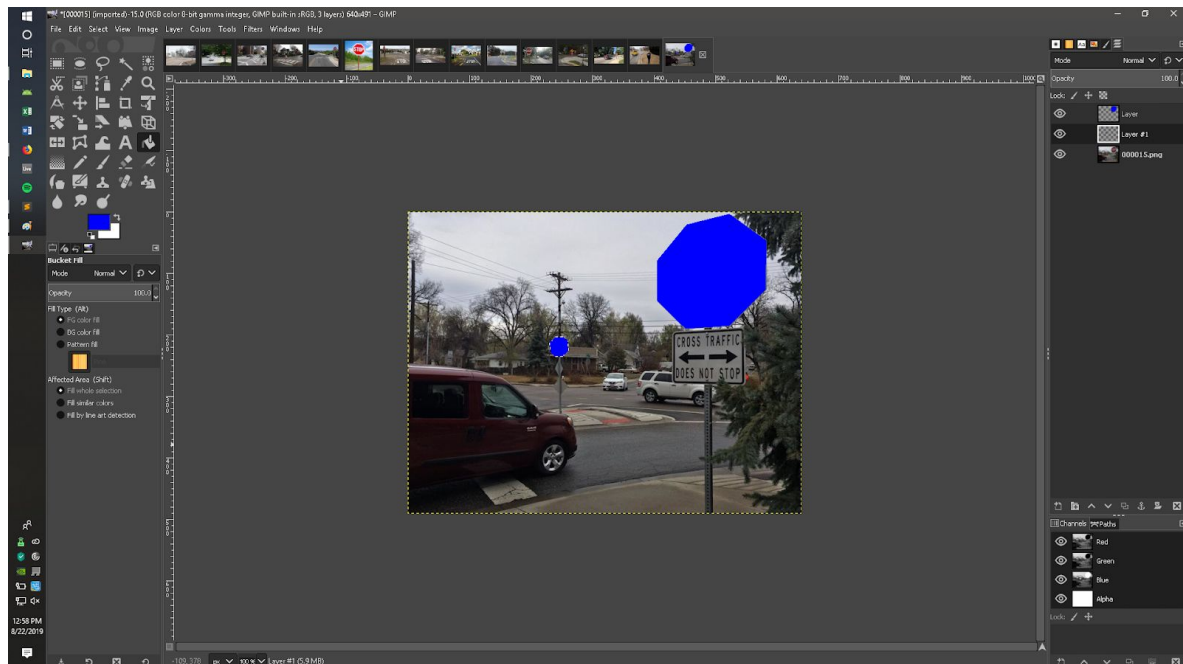 *[000015] (imported)-15.0 (RGB color 8-bit gamma integer, GIMP built-in sRGB, 3 layers) 640x491 – GIMP
File Edit Select View Image Layer Colors Tools Filters Windows Help
Bucket Fill
Mode Normal
Opacity 100.0
Fill Type (Alt)
FG color fill
BG color fill
Pattern fill
Affected Area (Shift)
Fill whole selection
Fill similar colors
Fill by line art detection
STOP
CROSS TRAFFIC
DOES NOT STOP
Mode Normal
Opacity 100.0
Lock:
Layer
Layer #1
000015.png
Channels Paths
Red
Green
Blue
Alpha
Lock:
12:58 PM
8/22/2019
-109, 378 px 100 % Layer #1 (5.9 MB)